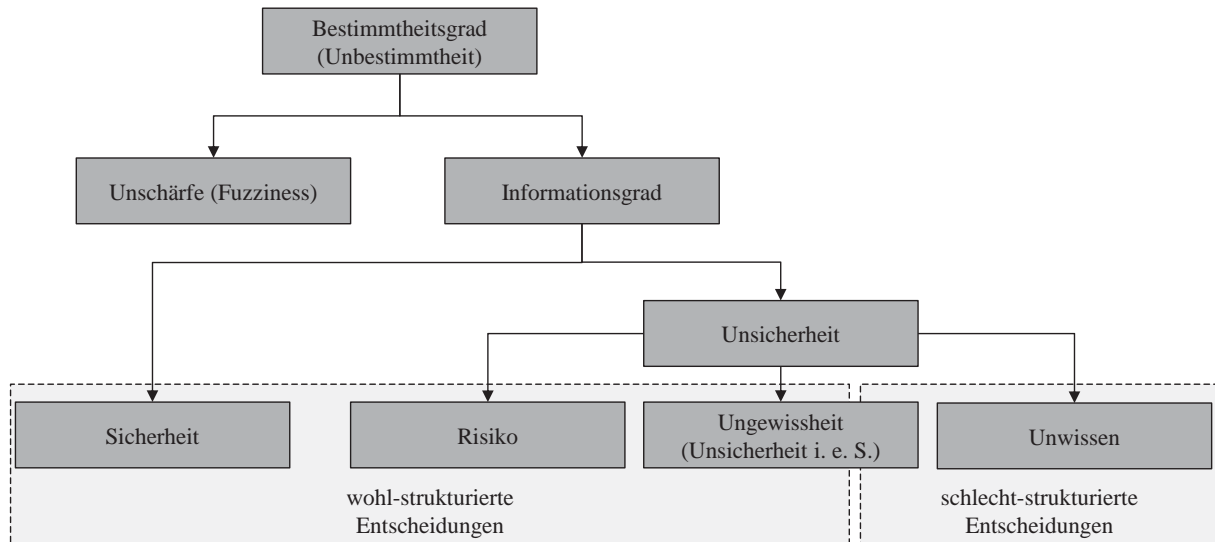 Bestimmtheitsgrad
(Unbestimmtheit)
Unschärfe (Fuzziness)
Informationsgrad
Unsicherheit
Sicherheit
Risiko
Ungewissheit
(Unsicherheit i. e. S.)
Unwissen
wohl-strukturierte
Entscheidungen
schlecht-strukturierte
Entscheidungen